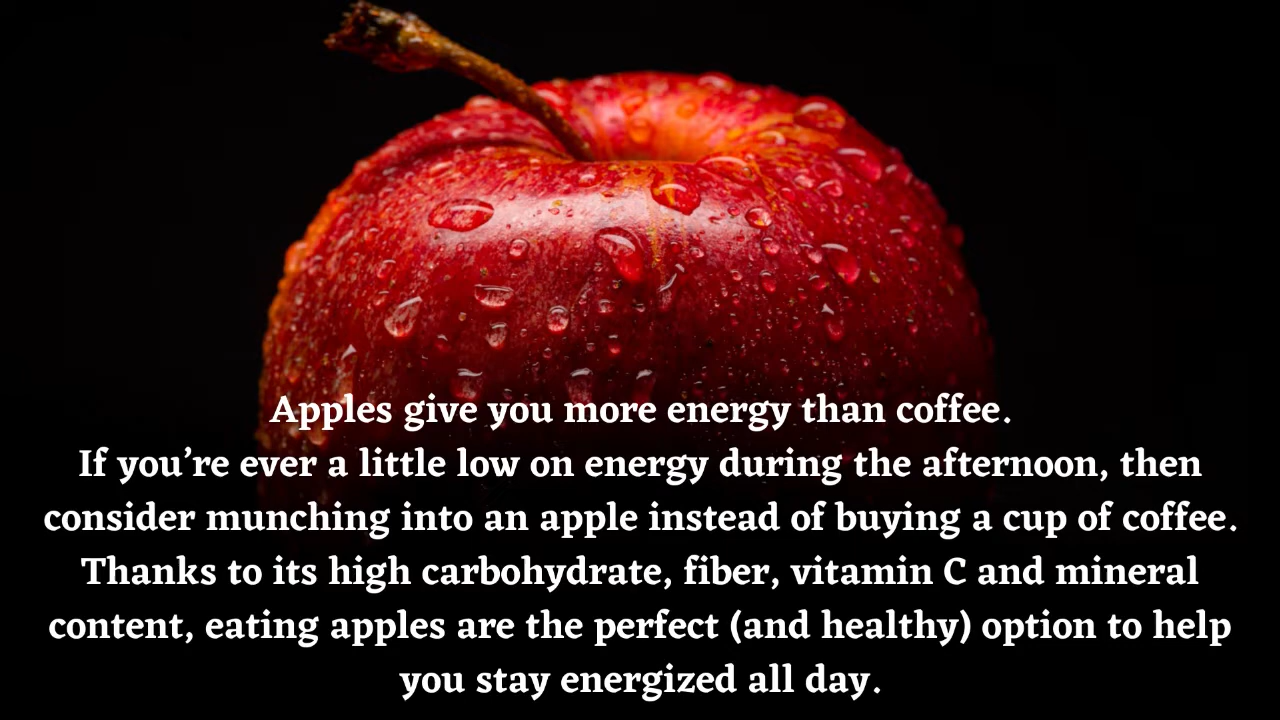 Apples give you more energy than coffee.
If you’re ever a little low on energy during the afternoon, then
consider munching into an apple instead of buying a cup of coffee.
Thanks to its high carbohydrate, fiber, vitamin C and mineral
content, eating apples are the perfect (and healthy) option to help
you stay energized all day.